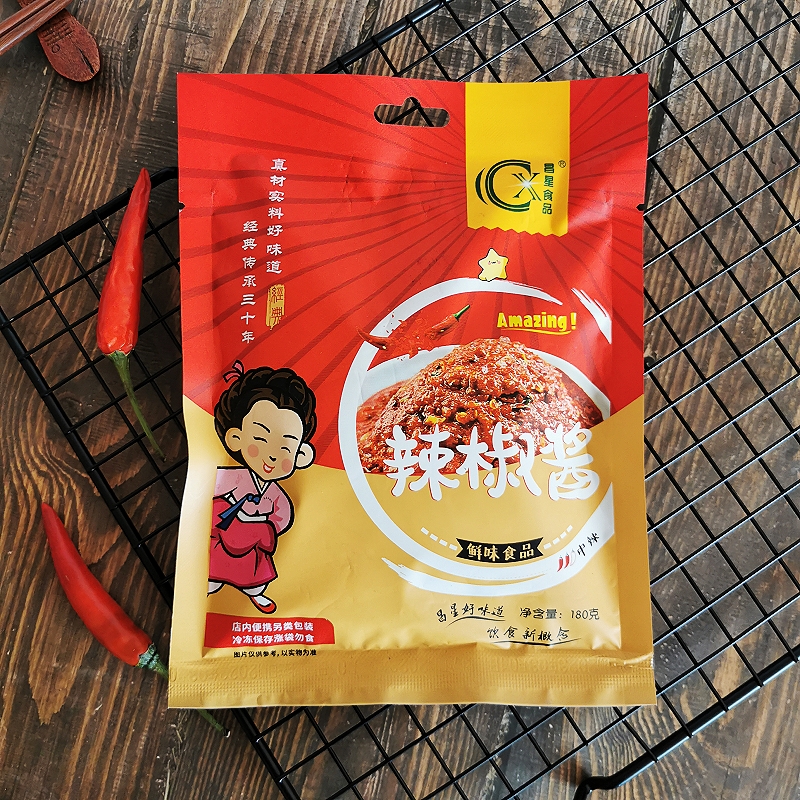 CX
昌星食品®
真材实料好味道
经典传承三十年
经典
Amazing!
辣椒酱
鲜味食品
中辣
昌星好味道
净含量：180克
饮食新概念
店内便携另类包装
冷冻保存涨袋勿食
图片仅供参考，以实物为准